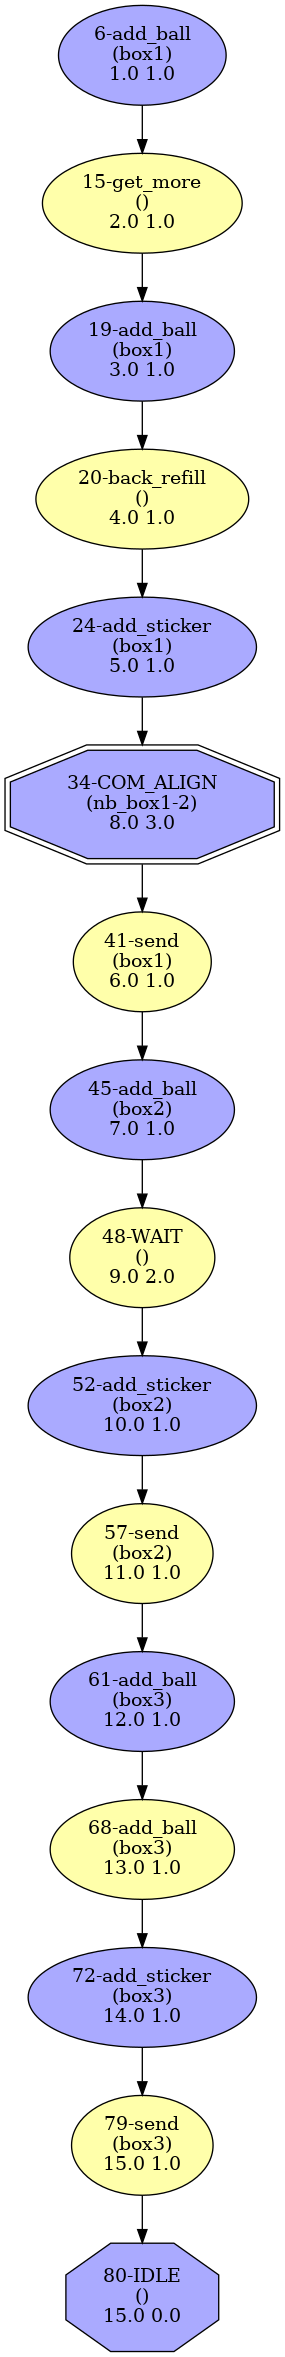 6-add_ball
(box1)
1.0 1.0
15-get_more
()
2.0 1.0
19-add_ball
(box1)
3.0 1.0
20-back_refill
()
4.0 1.0
24-add_sticker
(box1)
5.0 1.0
34-COM_ALIGN
(nb_box1-2)
8.0 3.0
41-send
(box1)
6.0 1.0
45-add_ball
(box2)
7.0 1.0
48-WAIT
()
9.0 2.0
52-add_sticker
(box2)
10.0 1.0
57-send
(box2)
11.0 1.0
61-add_ball
(box3)
12.0 1.0
68-add_ball
(box3)
13.0 1.0
72-add_sticker
(box3)
14.0 1.0
79-send
(box3)
15.0 1.0
80-IDLE
()
15.0 0.0